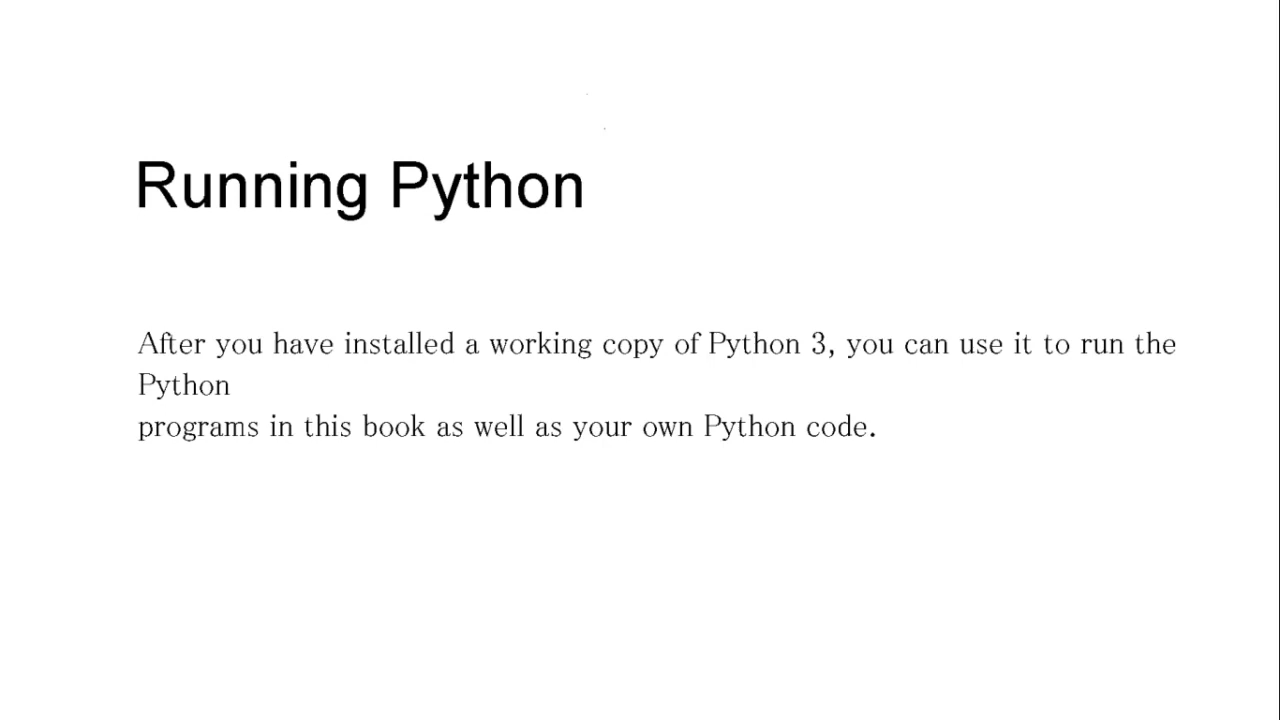 Running Python
After you have installed a working copy of Python 3, you can use it to run the
Python
programs in this book as well as your own Python code.